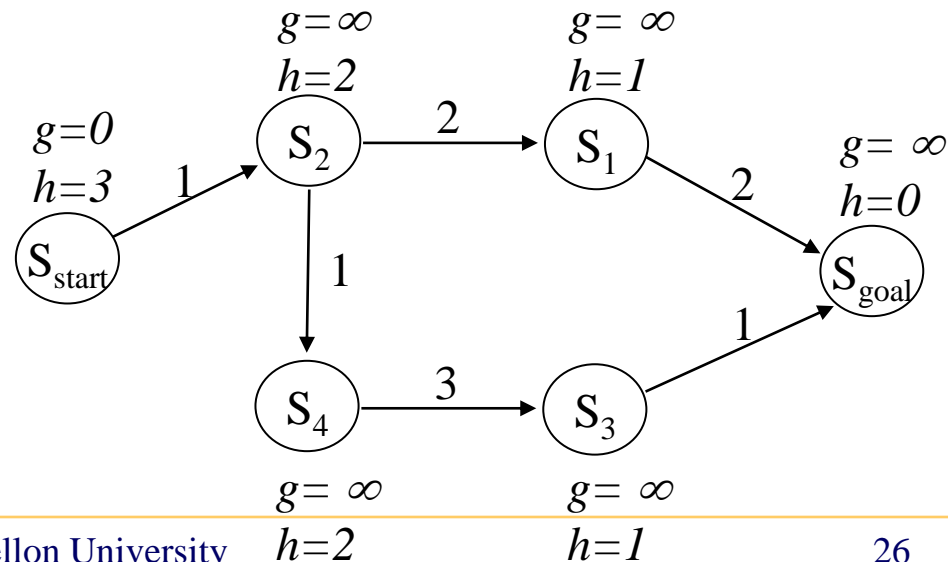 g=∞
h=2
g= ∞
h=1
g=0
h=3
g= ∞
h=0
S2
2
S1
1
2
Sstart
1
Sgoal
1
S4
3
S3
g= ∞
h=2
g= ∞
h=1
ellon University
26